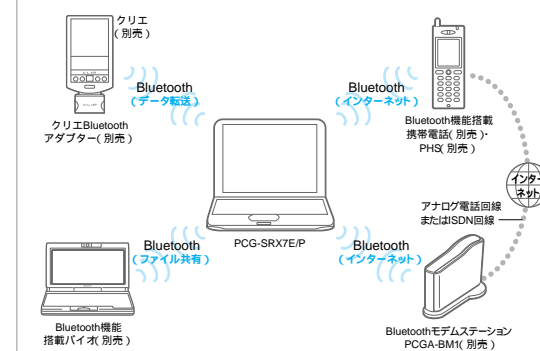 クリエ
(別売)
Bluetooth
(データ転送)
クリエBluetooth
アダプター(別売)
Bluetooth
(インターネット)
Bluetooth機能搭載
携帯電話(別売)・
PHS(別売)
インター
ネット
アナログ電話回線
またはISDN回線
PCG-SRX7E/P
Bluetooth
(ファイル共有)
Bluetooth機能
搭載バイオ(別売)
Bluetooth
(インターネット)
Bluetoothモデムステーション
PCGA-BM1(別売)